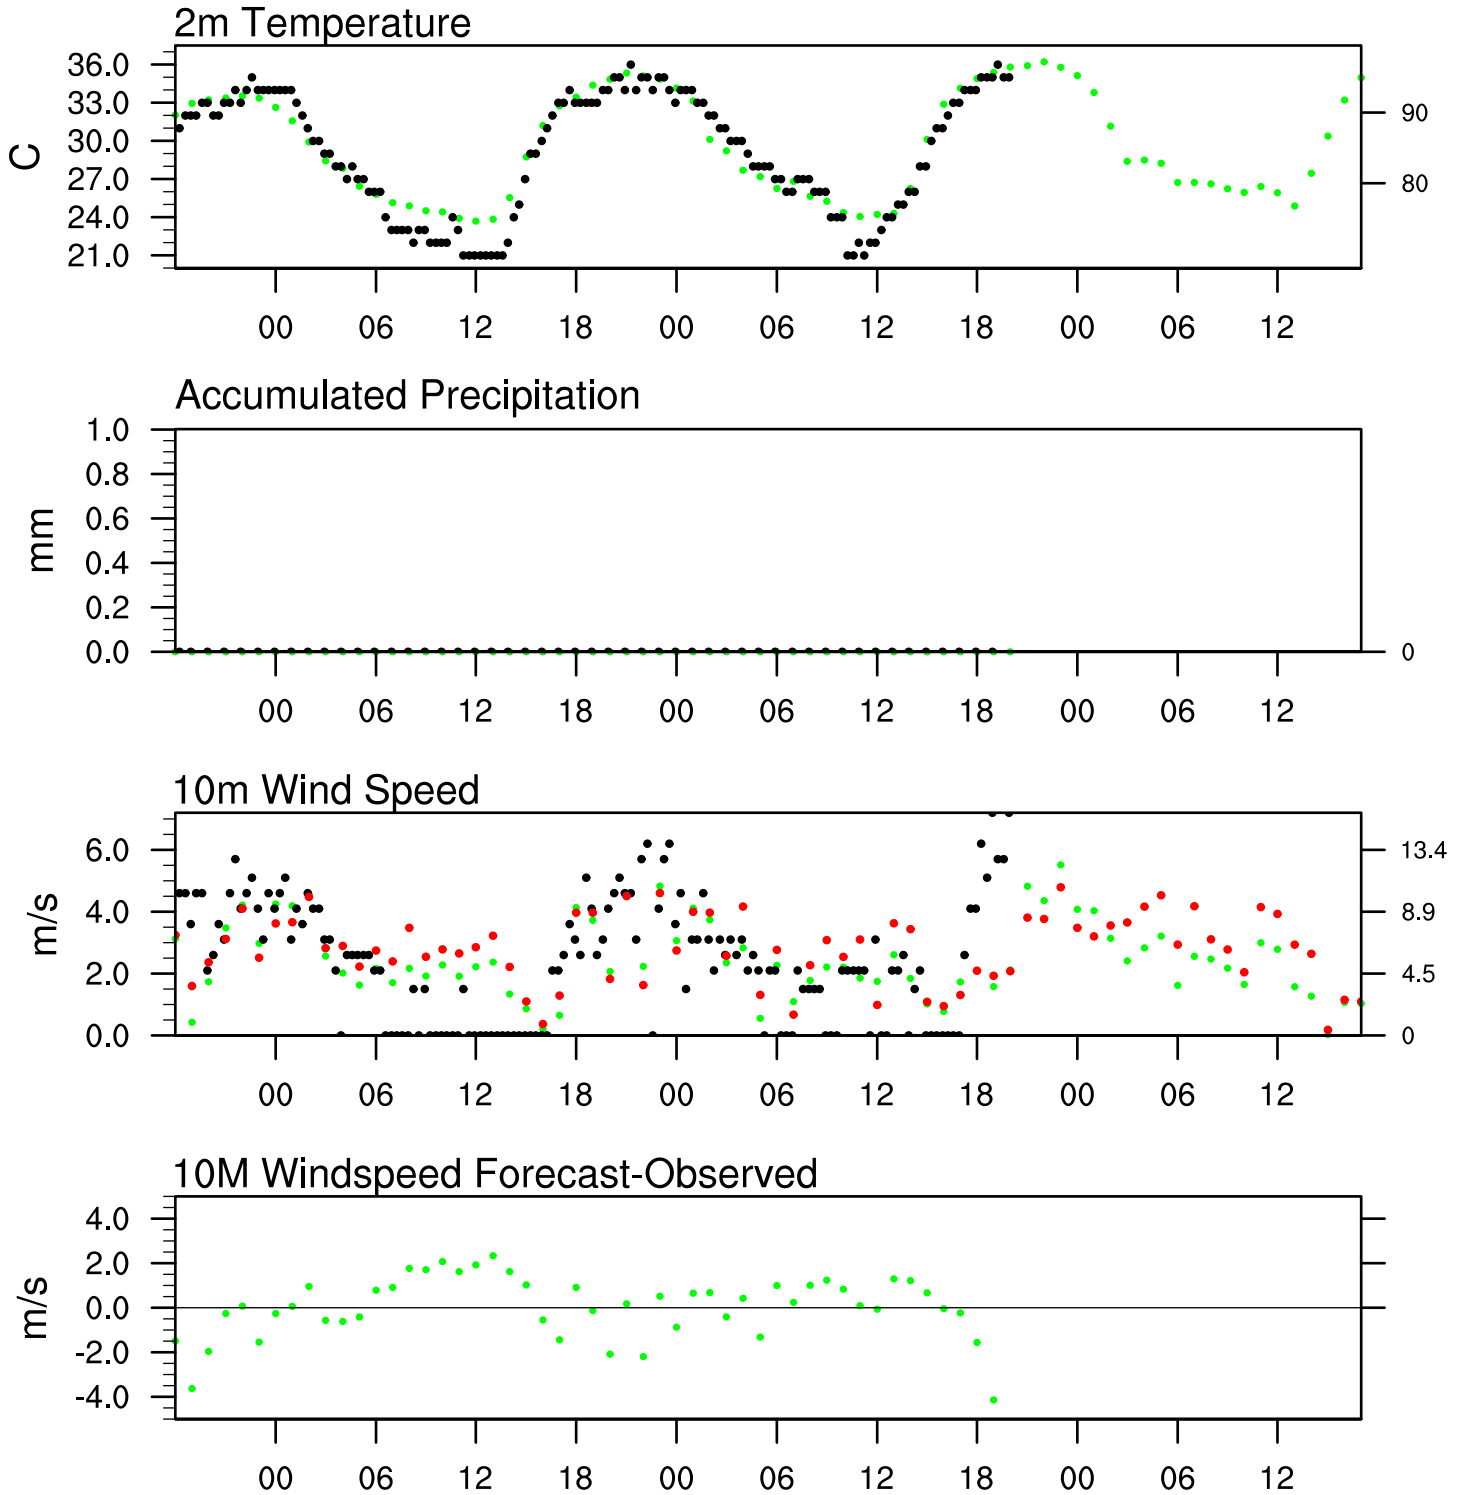 2m Temperature
36.0
33.0
30.0
27.0
24.0
21.0
C
90
80
00 06 12 18 00 06 12 18 00 06 12
Accumulated Precipitation
1.0
0.8
0.6
0.4
0.2
0.0
mm
0
00 06 12 18 00 06 12 18 00 06 12
10m Wind Speed
6.0
4.0
2.0
0.0
m/s
13.4
8.9
4.5
0
00 06 12 18 00 06 12 18 00 06 12
10M Windspeed Forecast-Observed
4.0
2.0
0.0
-2.0
-4.0
m/s
00 06 12 18 00 06 12 18 00 06 12